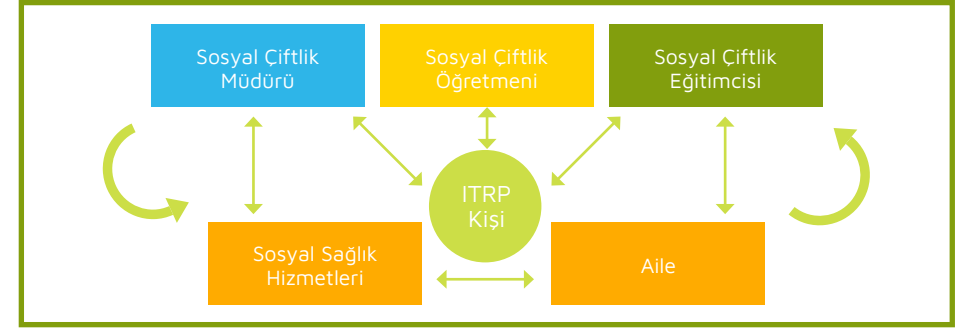 Sosyal Çiftlik
Müdürü
Sosyal Çiftlik
Öğretmeni
Sosyal Çiftlik
Eğitimcisi
ITRP
Kişi
Sosyal Sağlık
Hizmetleri
Aile